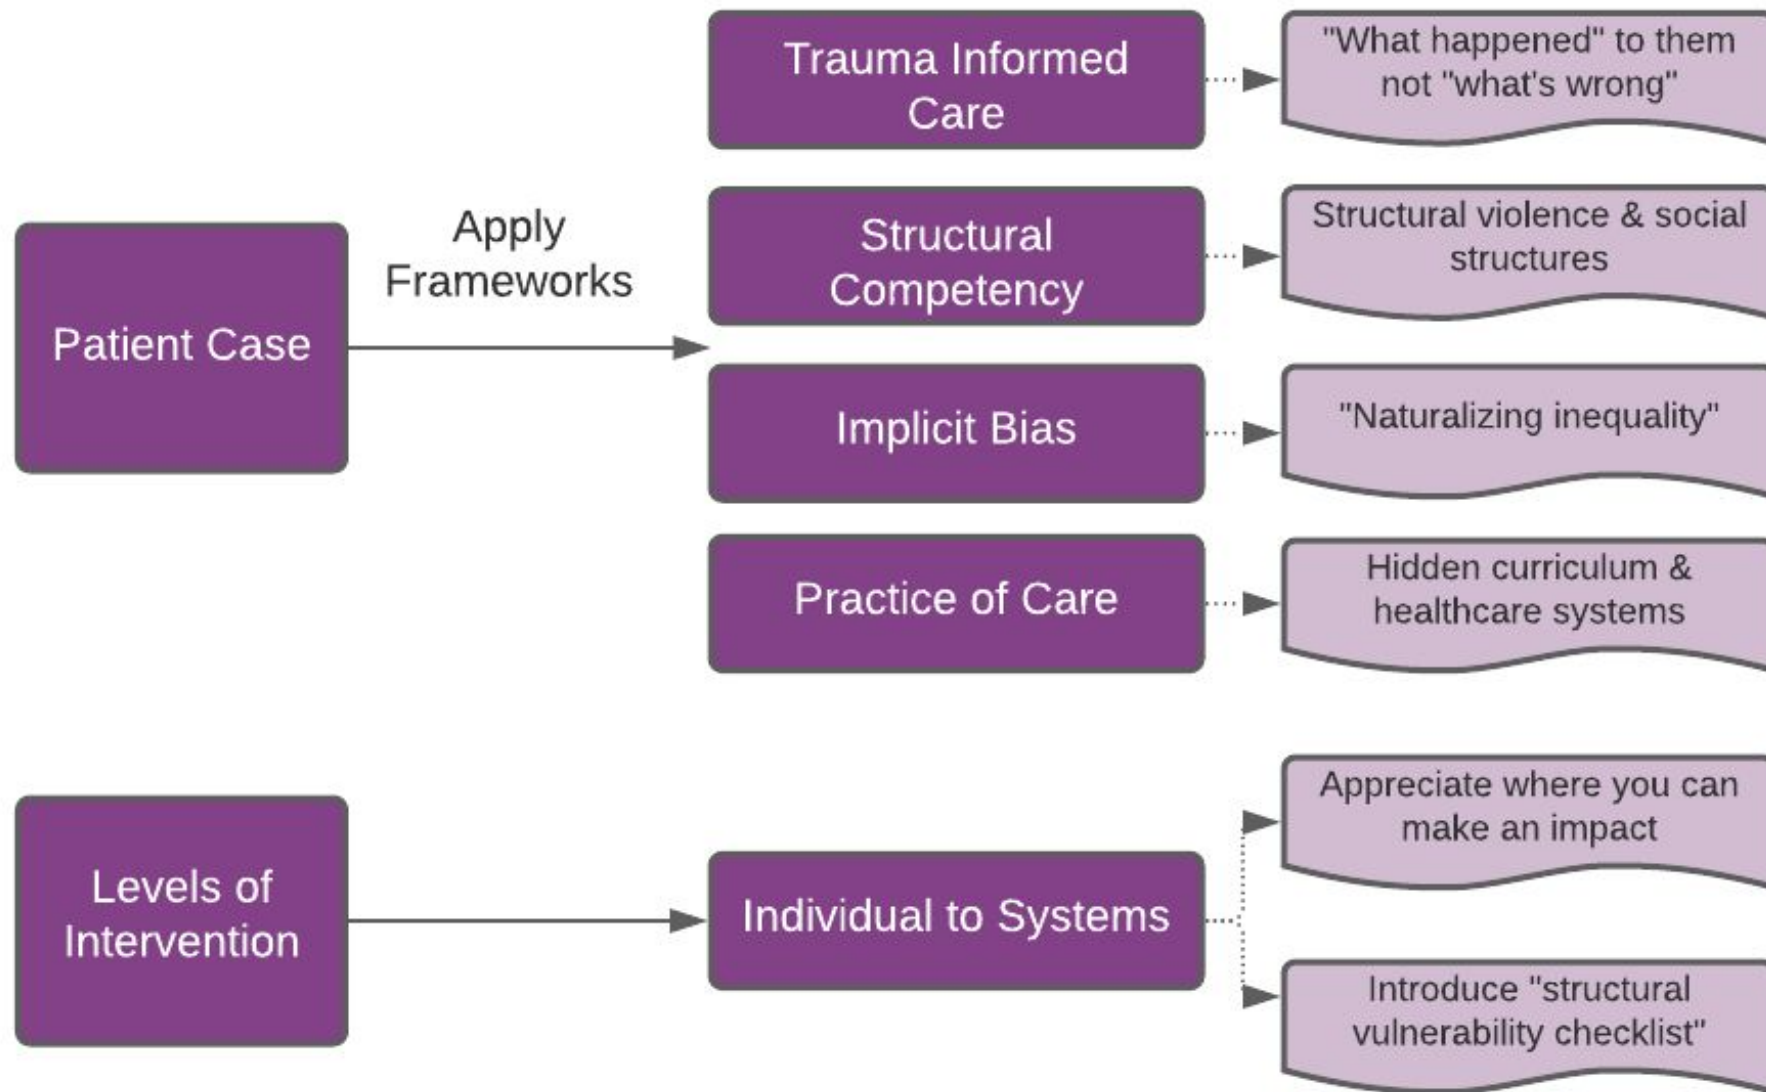 Patient Case
Apply
Frameworks
Trauma Informed
Care
"What happened" to them
not "what's wrong"
Structural
Competency
Structural violence & social
structures
Implicit Bias
"Naturalizing inequality"
Practice of Care
Hidden curriculum &
healthcare systems
Levels of
Intervention
Individual to Systems
Appreciate where you can
make an impact
Introduce "structural
vulnerability checklist"